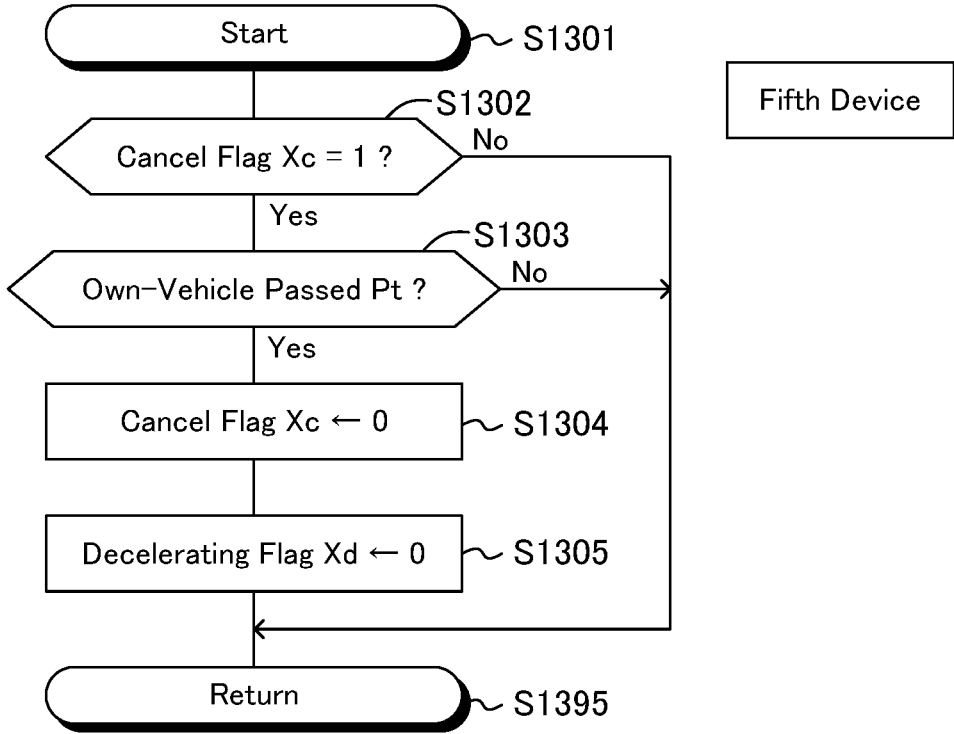 Start
S1301
Fifth Device
S1302
Cancel Flag Xc = 1 ?
No
Yes
S1303
Own-Vehicle Passed Pt ?
No
Yes
Cancel Flag Xc ← 0
S1304
Decelerating Flag Xd ← 0
S1305
Return
S1395